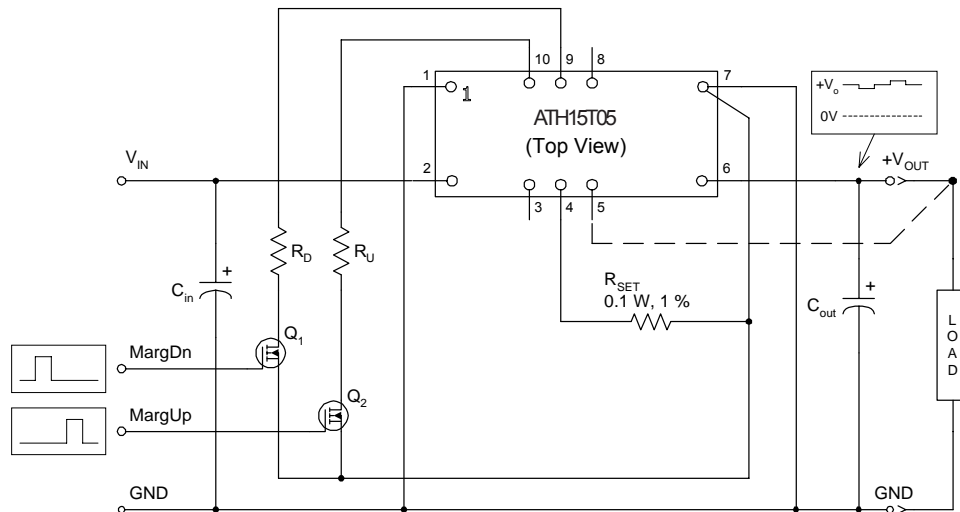 10 9 8
1 1 7
ATH15T05
(Top View)
2 6
3 4 5
+Vo
0V
VIN
+VOUT
RD
RU
Cin
+
RSET
0.1 W, 1 %
Cout
+
LOAD
Q1
MargDn
Q2
MargUp
GND
GND